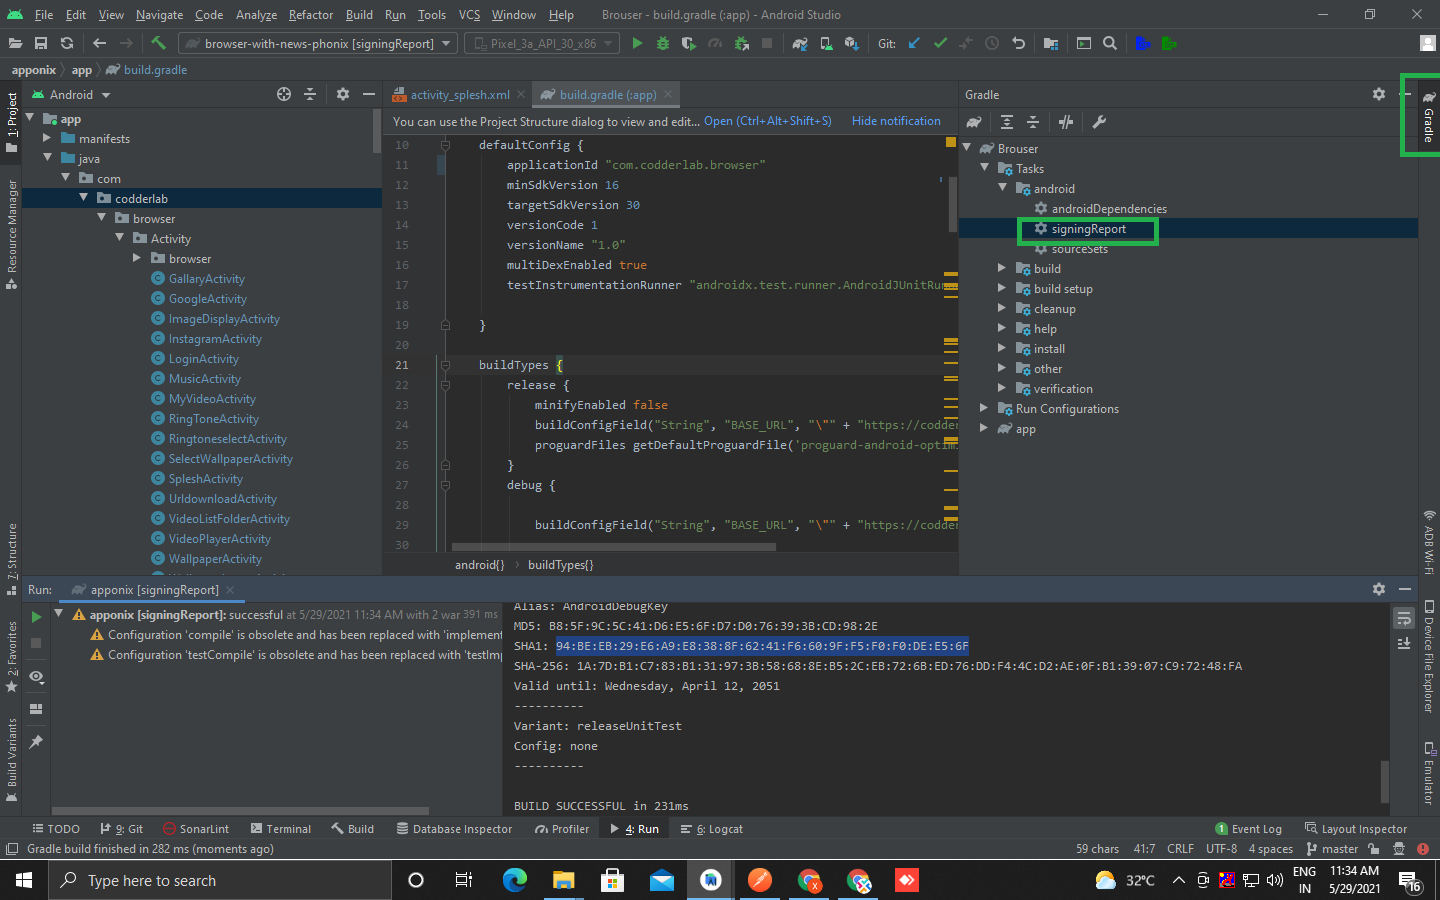 File Edit View Navigate Code Analyze Refactor Build Run Tools VCS Window Help Brouser - build.gradle (:app) - Android Studio
browser-with-news-phonix [signingReport] Pixel_3a_API_30_x86 Git:
apponix app build.gradle
1: Project
Resource Manager
Z: Structure
2: Favorites
Build Variants
Android
app
manifests
java
com
codderlab
browser
Activity
browser
GallaryActivity
GoogleActivity
ImageDisplayActivity
InstagramActivity
LoginActivity
MusicActivity
MyVideoActivity
RingToneActivity
RingtoneselectActivity
SelectWallpaperActivity
SpleshActivity
UrldownloadActivity
VideoListFolderActivity
VideoPlayerActivity
WallpaperActivity
activity_splesh.xml build.gradle (:app)
You can use the Project Structure dialog to view and edit... Open (Ctrl+Alt+Shift+S) Hide notification
10 defaultConfig {
11 applicationId "com.codderlab.browser"
12 minSdkVersion 16
13 targetSdkVersion 30
14 versionCode 1
15 versionName "1.0"
16 multiDexEnabled true
17 testInstrumentationRunner "androidx.test.runner.AndroidJUnitRun
18
19 }
20
21 buildTypes {
22 release {
23 minifyEnabled false
24 buildConfigField("String", "BASE_URL", "\"" + "https://codder
25 proguardFiles getDefaultProguardFile('proguard-android-optim
26 }
27 debug {
28
29 buildConfigField("String", "BASE_URL", "\"" + "https://codder
30
android{} buildTypes{}
Gradle
Brouser
Tasks
android
androidDependencies
signingReport
sourceSets
build
build setup
cleanup
help
install
other
verification
Run Configurations
app
Gradle
ADB Wi-Fi
Device File Explorer
Emulator
Run: apponix [signingReport]
apponix [signingReport]: successful at 5/29/2021 11:34 AM with 2 war 391 ms
Configuration 'compile' is obsolete and has been replaced with 'implement
Configuration 'testCompile' is obsolete and has been replaced with 'testImp
Alias: AndroidDebugKey
MD5: B8:5F:9C:5C:41:D6:E5:6F:D7:D0:76:39:3B:CD:98:2E
SHA1: 94:BE:EB:29:E6:A9:E8:38:8F:62:41:F6:60:9F:F5:F0:F0:DE:E5:6F
SHA-256: 1A:7D:B1:C7:83:B1:31:97:3B:58:68:8E:B5:2C:EB:72:6B:ED:76:DD:F4:4C:D2:AE:0F:B1:39:07:C9:72:48:FA
Valid until: Wednesday, April 12, 2051
----------
Variant: releaseUnitTest
Config: none
----------
BUILD SUCCESSFUL in 231ms
TODO 9: Git SonarLint Terminal Build Database Inspector Profiler 4: Run 6: Logcat 1 Event Log Layout Inspector
Gradle build finished in 282 ms (moments ago) 59 chars 41:7 CRLF UTF-8 4 spaces master
Type here to search 32°C ENG IN 11:34 AM 5/29/2021 16